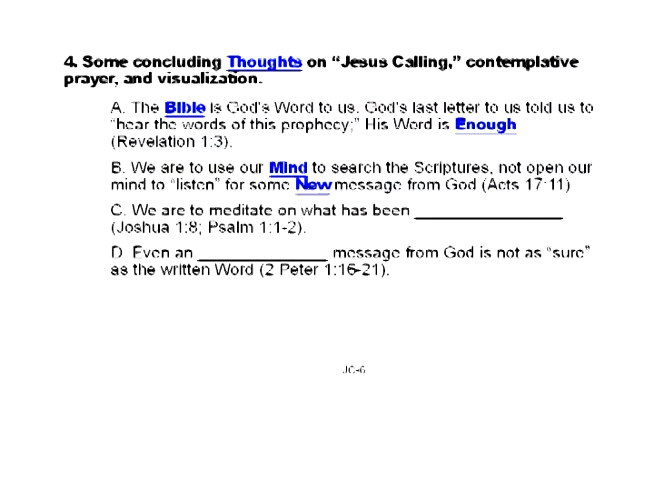 4. Some concluding Thoughts on “Jesus Calling,” contemplative
prayer, and visualization.
A. The Bible is God’s Word to us. God’s last letter to us told us to
“hear the words of this prophecy;” His Word is Enough
(Revelation 1:3).
B. We are to use our Mind to search the Scriptures, not open our
mind to “listen” for some New message from God (Acts 17:11)
C. We are to meditate on what has been _______________
(Joshua 1:8; Psalm 1:1-2).
D. Even an _____________ message from God is not as “sure”
as the written Word (2 Peter 1:16-21).
JC-6